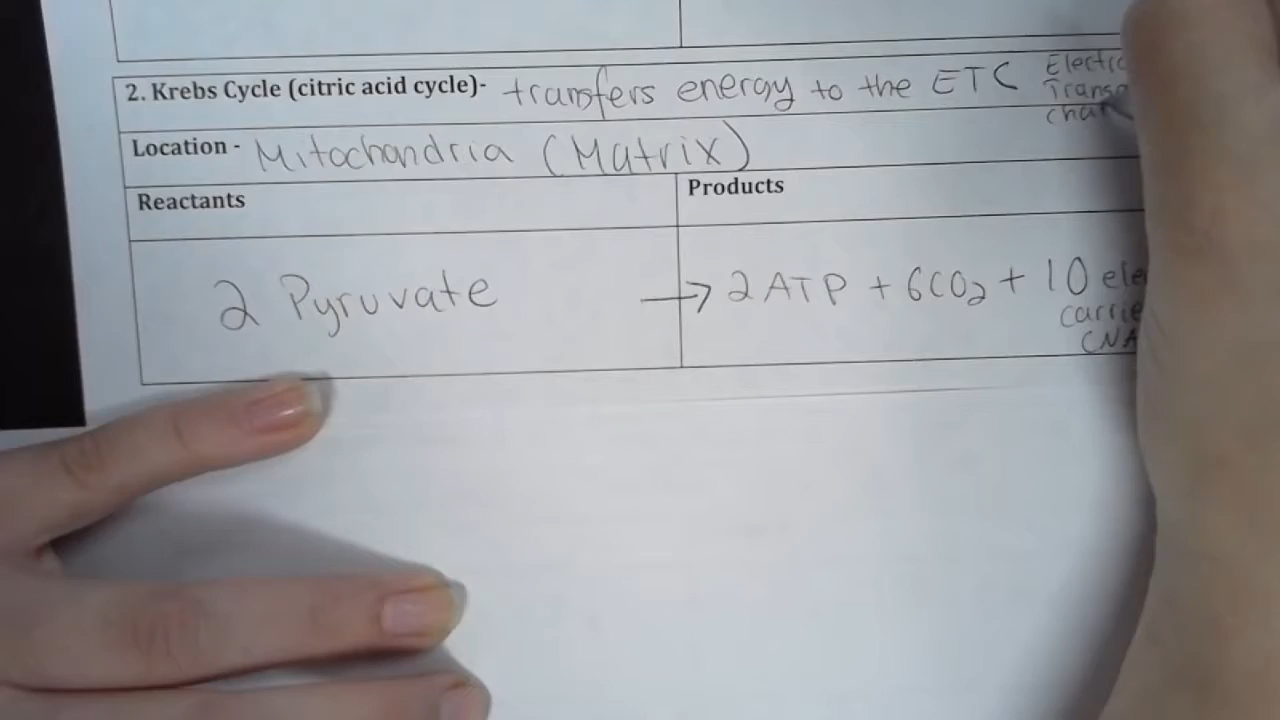 2. Krebs Cycle (citric acid cycle)- transfers energy to the ETC
Location - Mitochondria (Matrix)
Reactants
Products
2 Pyruvate
→ 2 ATP + 6CO₂ + 10